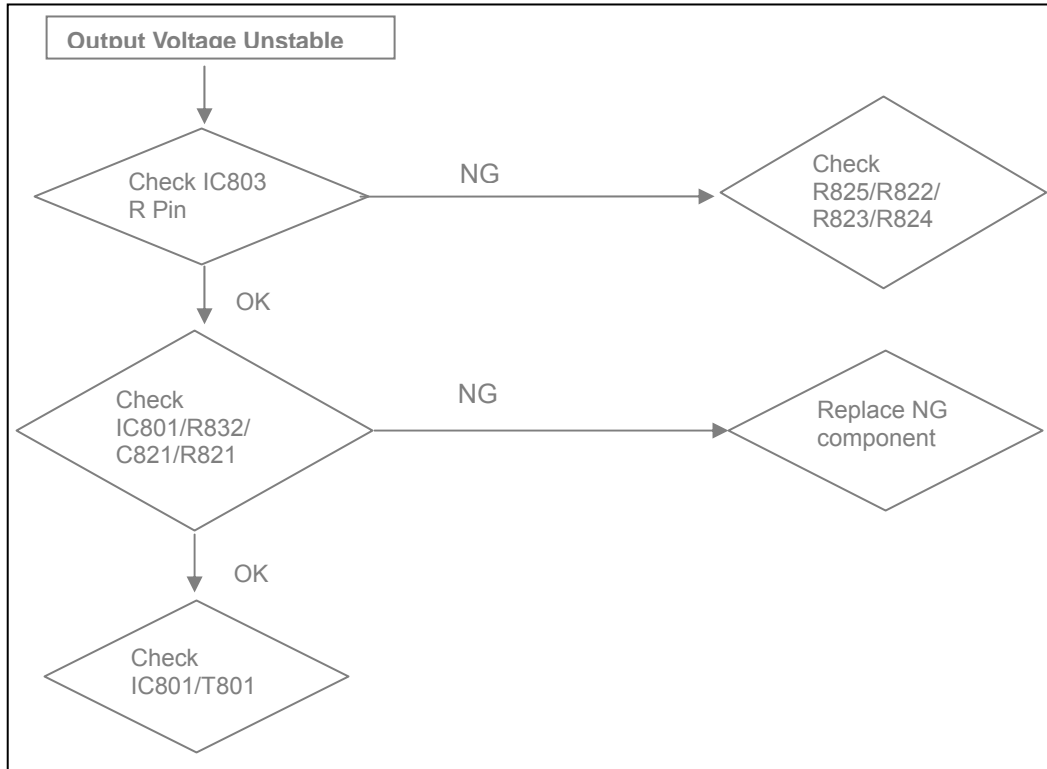 Output Voltage Unstable
Check IC803
R Pin
NG
Check
R825/R822/
R823/R824
OK
Check
IC801/R832/
C821/R821
NG
Replace NG
component
OK
Check
IC801/T801